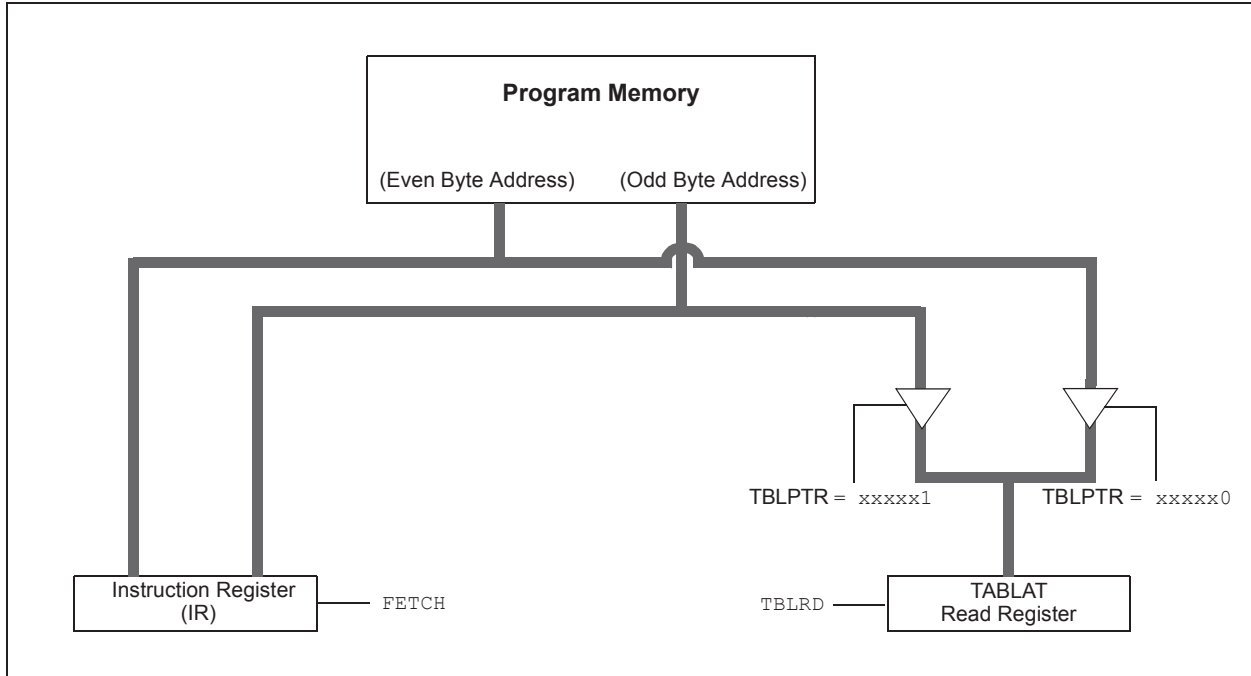 Program Memory
(Even Byte Address) (Odd Byte Address)
TBLPTR = xxxxx1 TBLPTR = xxxxx0
Instruction Register
(IR)
FETCH
TBLRD
TABLAT
Read Register